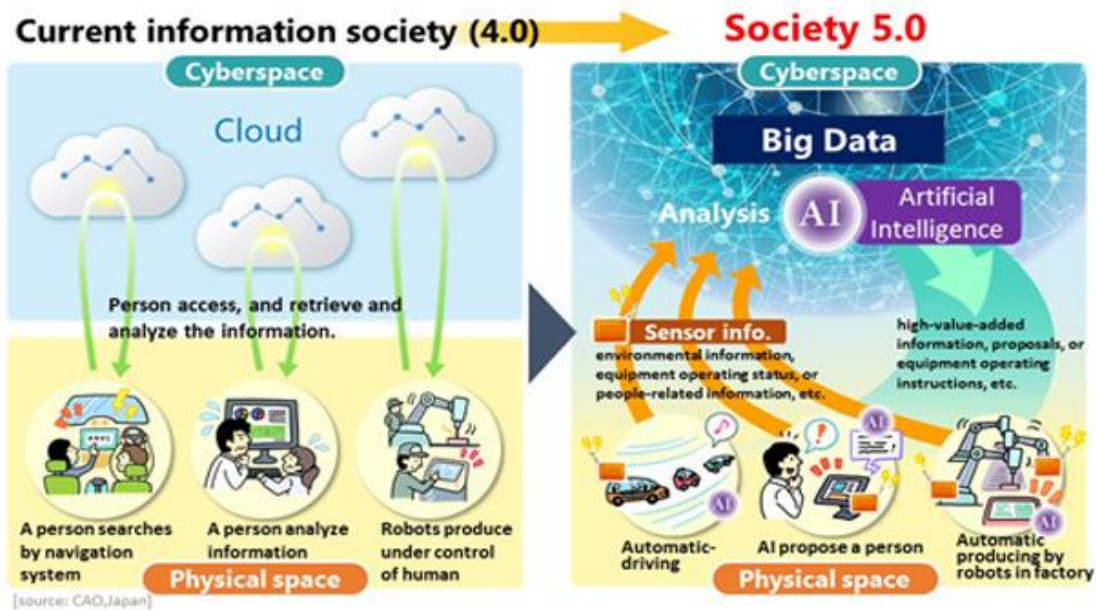 Current information society (4.0)
Society 5.0
Cyberspace
Cloud
Person access, and retrieve and
analyze the information.
A person searches
by navigation
system
A person analyze
information
Robots produce
under control
of human
Physical space
[source: CAO,Japan]
Cyberspace
Big Data
Analysis
AI
Artificial
Intelligence
Sensor info.
environmental information,
equipment operating status, or
people-related information, etc.
high-value-added
information, proposals, or
equipment operating
instructions, etc.
AI
AI
AI
Automatic-
driving
AI propose a person
Automatic
producing by
robots in factory
Physical space